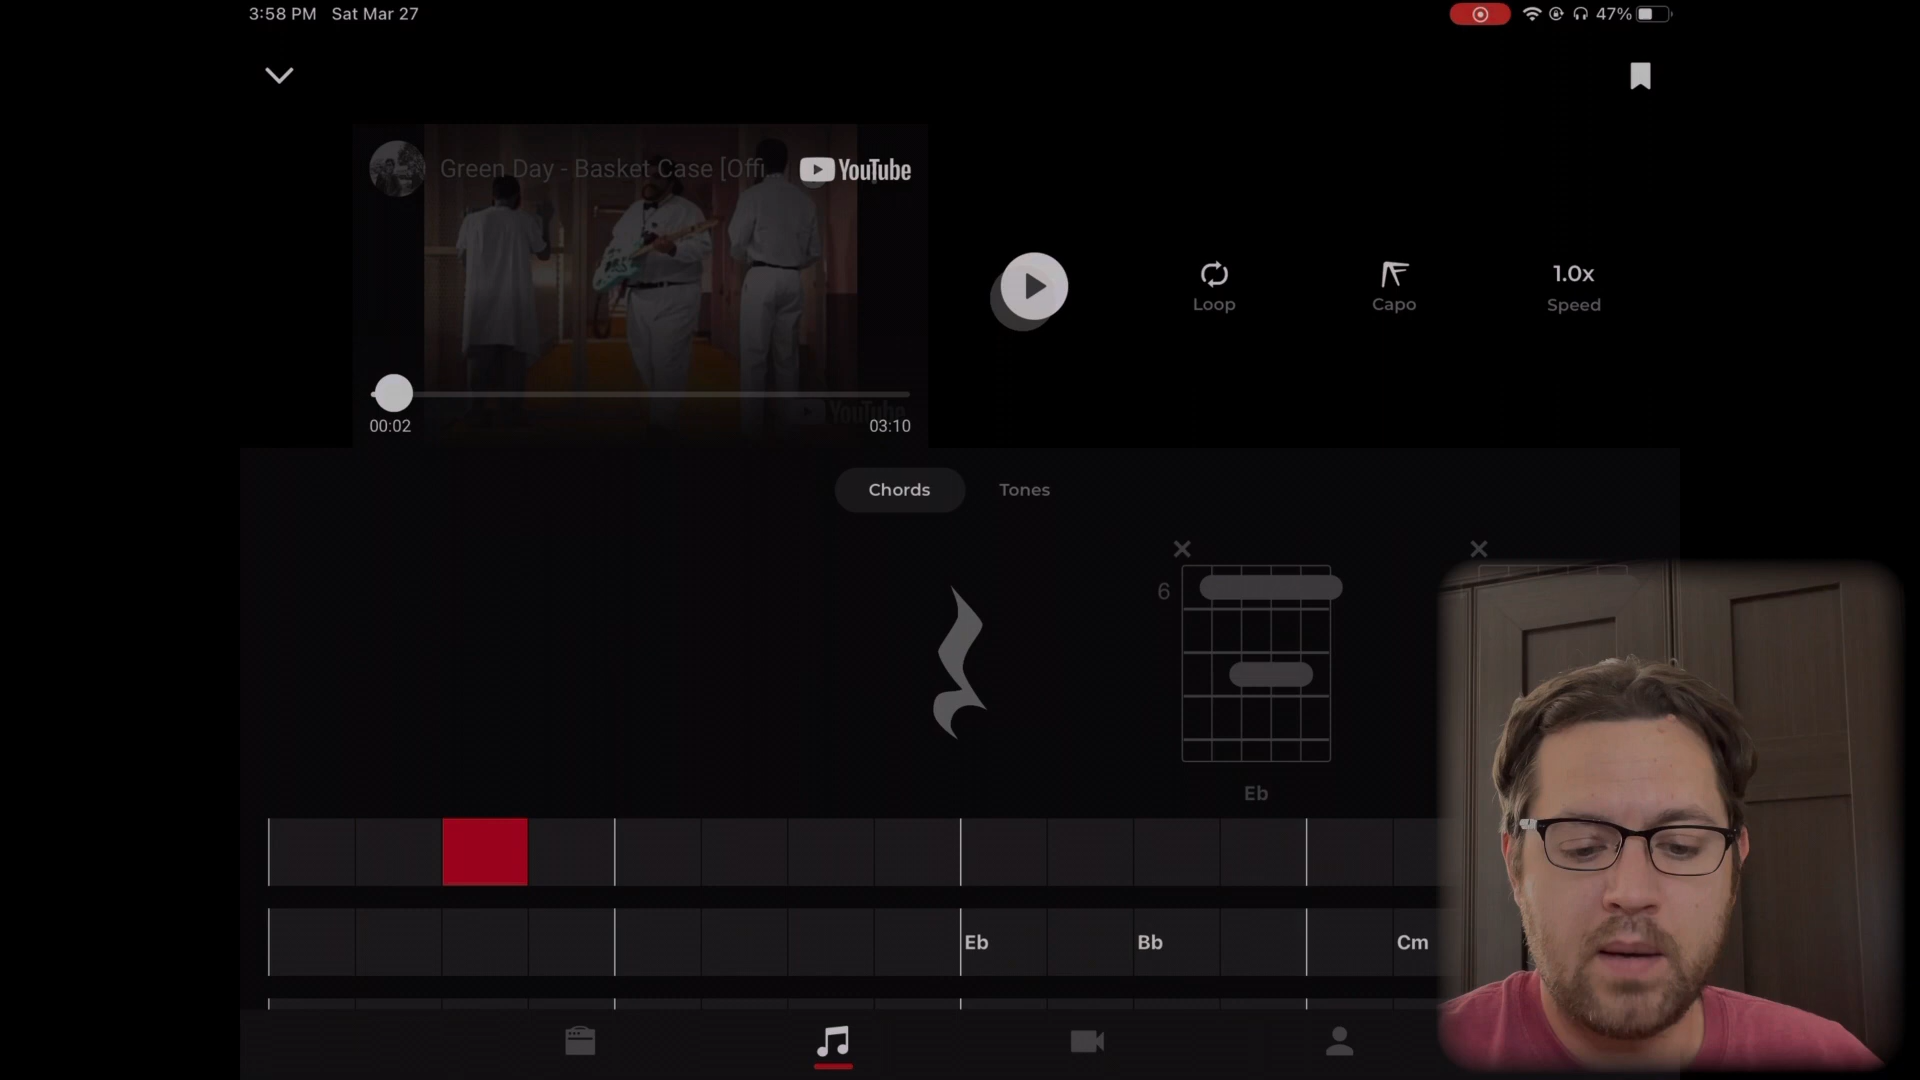 3:58 PM Sat Mar 27
47%
Green Day - Basket Case [Offi...
YouTube
1.0x
Loop
Capo
Speed
YouTube
00:02
03:10
Chords
Tones
6
Eb
Eb
Bb
Cm